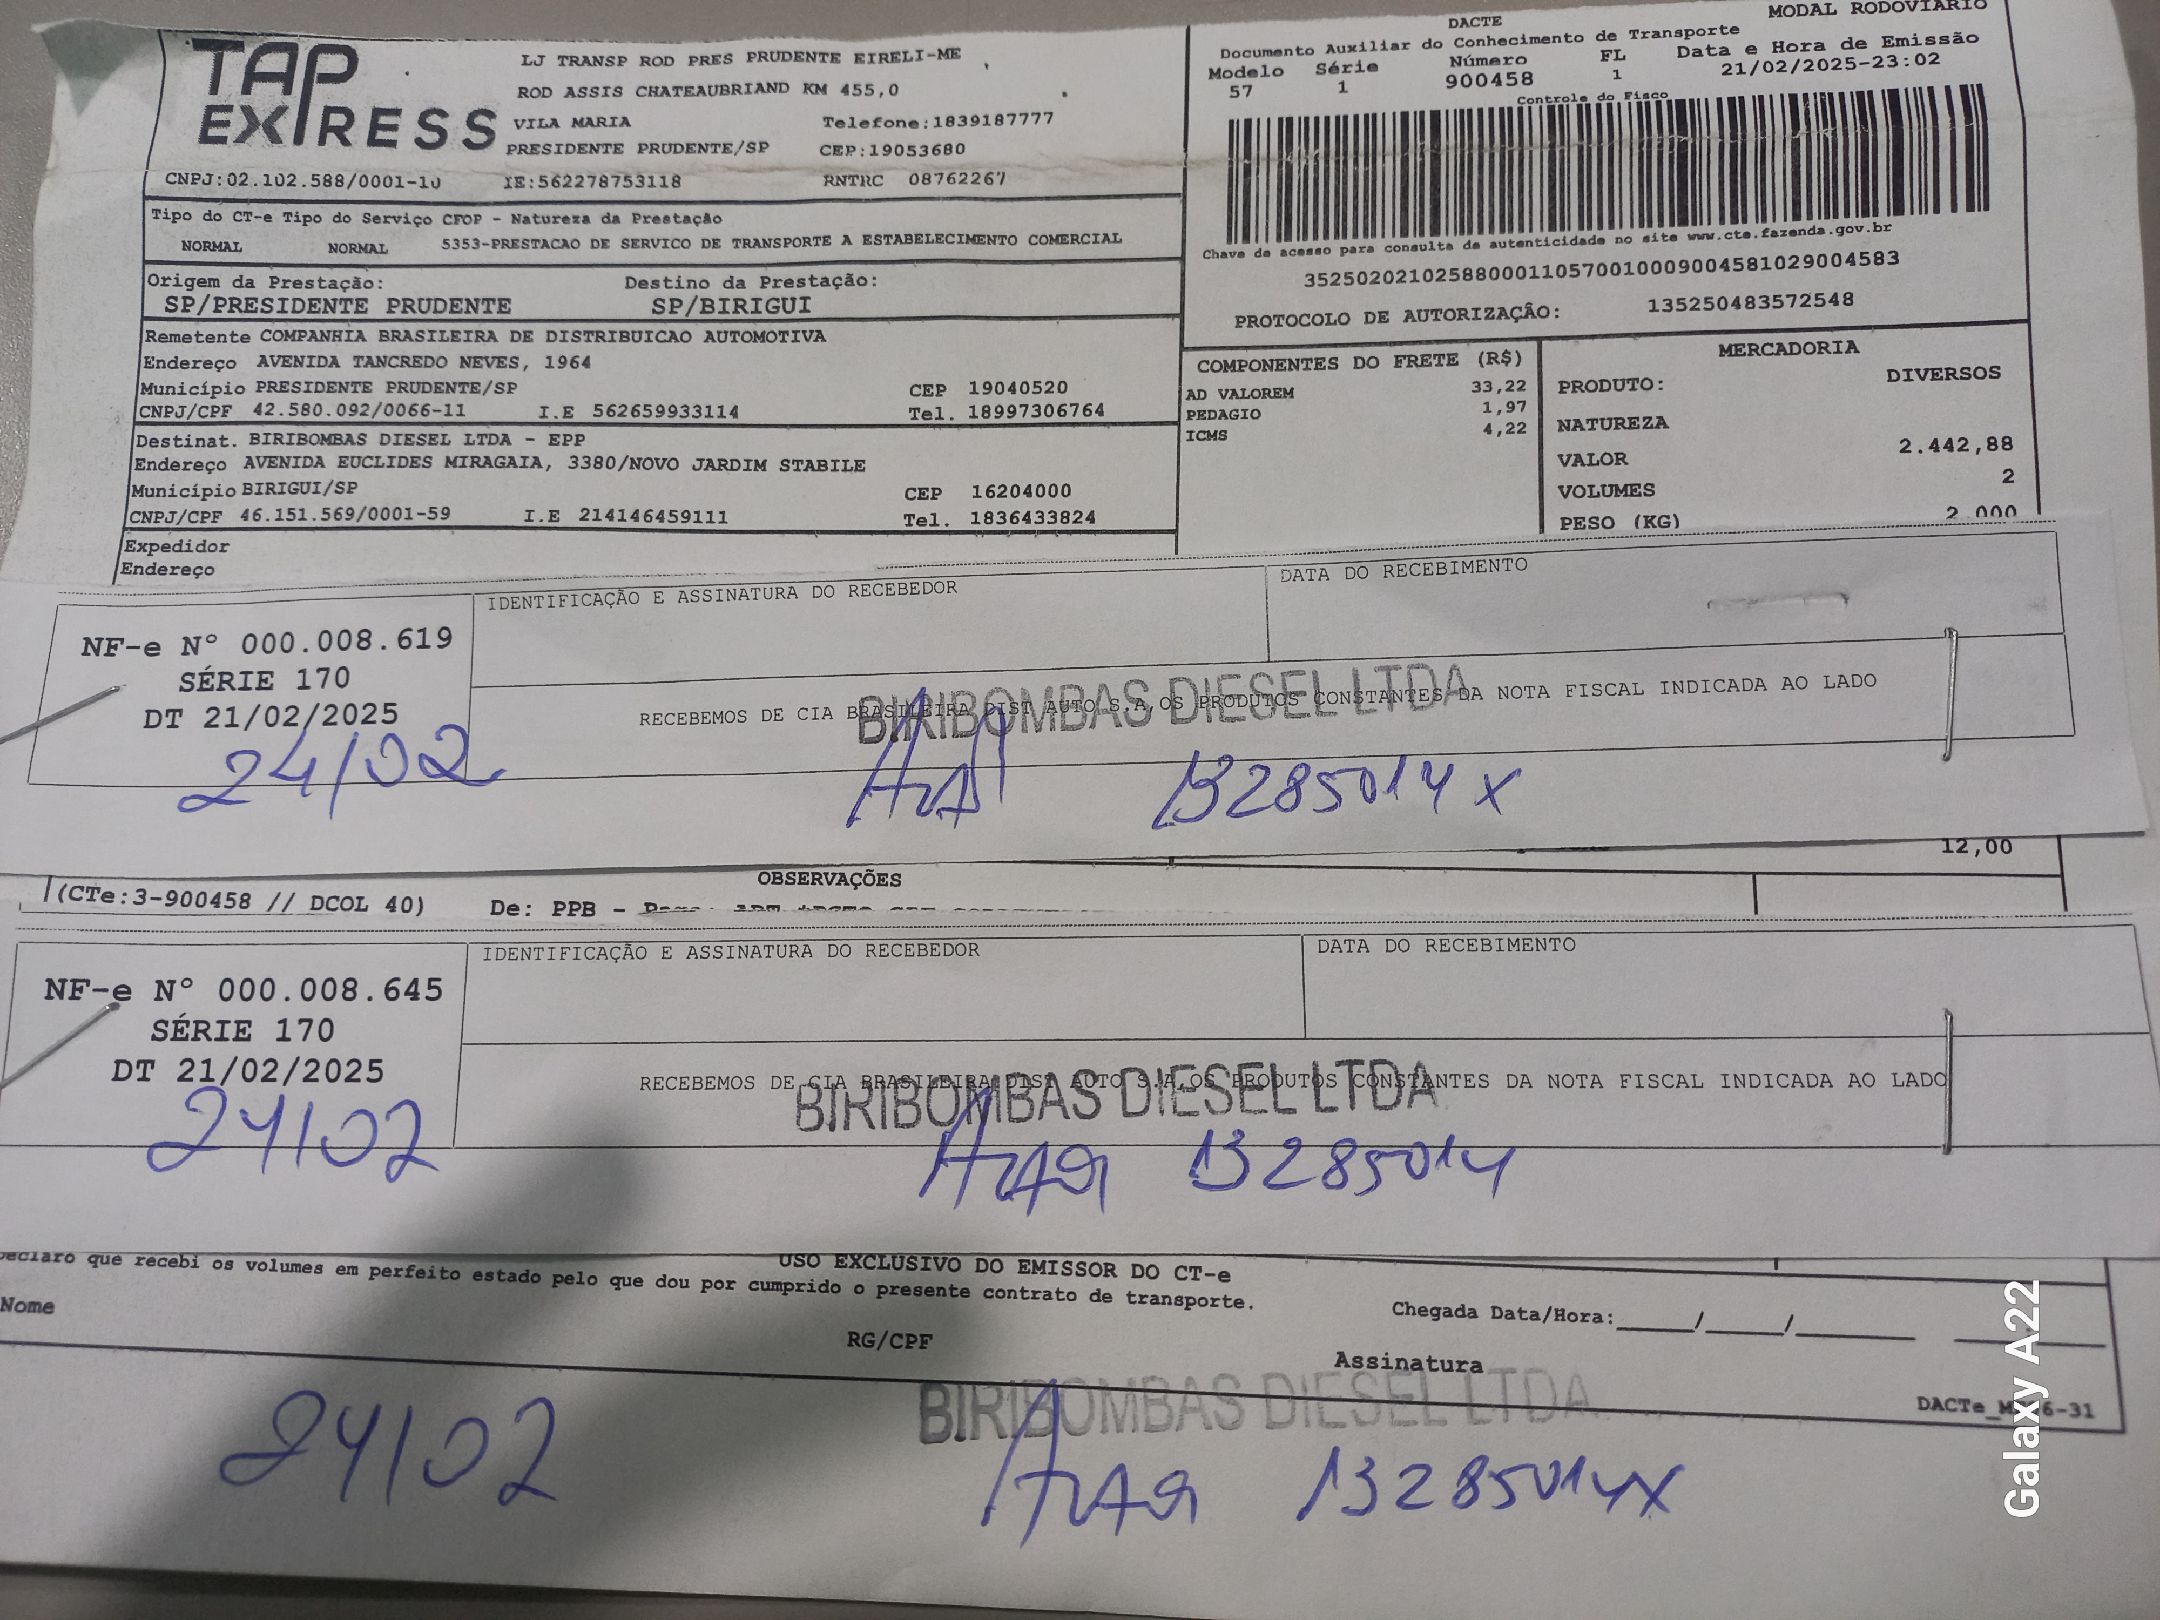 TAP EXPRESS
LJ TRANSP ROD PRES PRUDENTE EIRELI-ME
ROD ASSIS CHATEAUBRIAND KM 455,0
VILA MARIA Telefone:1839187777
PRESIDENTE PRUDENTE/SP CEP:19053680
CNPJ:02.102.588/0001-10 IE:562278753118 RNTRC 08762267
DACTE MODAL RODOVIÁRIO
Documento Auxiliar do Conhecimento de Transporte
Modelo Série Número FL Data e Hora de Emissão
57 1 900458 1 21/02/2025-23:02
Controle do Fisco
Chave de acesso para consulta de autenticidade no site www.cte.fazenda.gov.br
35250202102588000110570010009004581029004583
PROTOCOLO DE AUTORIZAÇÃO: 135250483572548
Tipo do CT-e Tipo do Serviço CFOP - Natureza da Prestação
NORMAL NORMAL 5353-PRESTACAO DE SERVICO DE TRANSPORTE A ESTABELECIMENTO COMERCIAL
Origem da Prestação: Destino da Prestação:
SP/PRESIDENTE PRUDENTE SP/BIRIGUI
Remetente COMPANHIA BRASILEIRA DE DISTRIBUICAO AUTOMOTIVA
Endereço AVENIDA TANCREDO NEVES, 1964
Município PRESIDENTE PRUDENTE/SP CEP 19040520
CNPJ/CPF 42.580.092/0066-11 I.E 562659933114 Tel. 18997306764
Destinat. BIRIBOMBAS DIESEL LTDA - EPP
Endereço AVENIDA EUCLIDES MIRAGAIA, 3380/NOVO JARDIM STABILE
Município BIRIGUI/SP CEP 16204000
CNPJ/CPF 46.151.569/0001-59 I.E 214146459111 Tel. 1836433824
Expedidor
Endereço
COMPONENTES DO FRETE (R$)
AD VALOREM 33,22
PEDAGIO 1,97
ICMS 4,22
MERCADORIA
PRODUTO: DIVERSOS
NATUREZA
VALOR 2.442,88
VOLUMES 2
PESO (KG) 2,000
IDENTIFICAÇÃO E ASSINATURA DO RECEBEDOR DATA DO RECEBIMENTO
NF-e Nº 000.008.619
SÉRIE 170
DT 21/02/2025
RECEBEMOS DE CIA BRASILEIRA DIST AUTO S.A,OS PRODUTOS CONSTANTES DA NOTA FISCAL INDICADA AO LADO
BIRIBOMBAS DIESEL LTDA
24/02 13285014 X
12,00
OBSERVAÇÕES
(CTe:3-900458 // DCOL 40) De: PPB -
IDENTIFICAÇÃO E ASSINATURA DO RECEBEDOR DATA DO RECEBIMENTO
NF-e Nº 000.008.645
SÉRIE 170
DT 21/02/2025
RECEBEMOS DE CIA BRASILEIRA DIST AUTO S.A,OS PRODUTOS CONSTANTES DA NOTA FISCAL INDICADA AO LADO
BIRIBOMBAS DIESEL LTDA
24/02 13285014
USO EXCLUSIVO DO EMISSOR DO CT-e
Declaro que recebi os volumes em perfeito estado pelo que dou por cumprido o presente contrato de transporte.
Nome RG/CPF Chegada Data/Hora:_____/_____/_______
Assinatura
BIRIBOMBAS DIESEL LTDA
24/02 13285014X
Galaxy A22